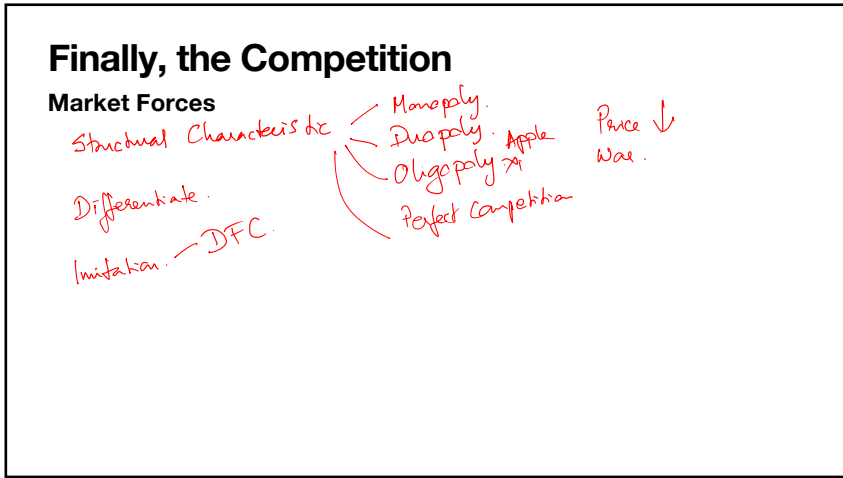 Finally, the Competition
Market Forces
Structural Characteristic
Monopoly.
Duopoly. Apple
Oligopoly
Perfect Competition
Price ↓
War.
Differentiate.
Imitation. — DFC.